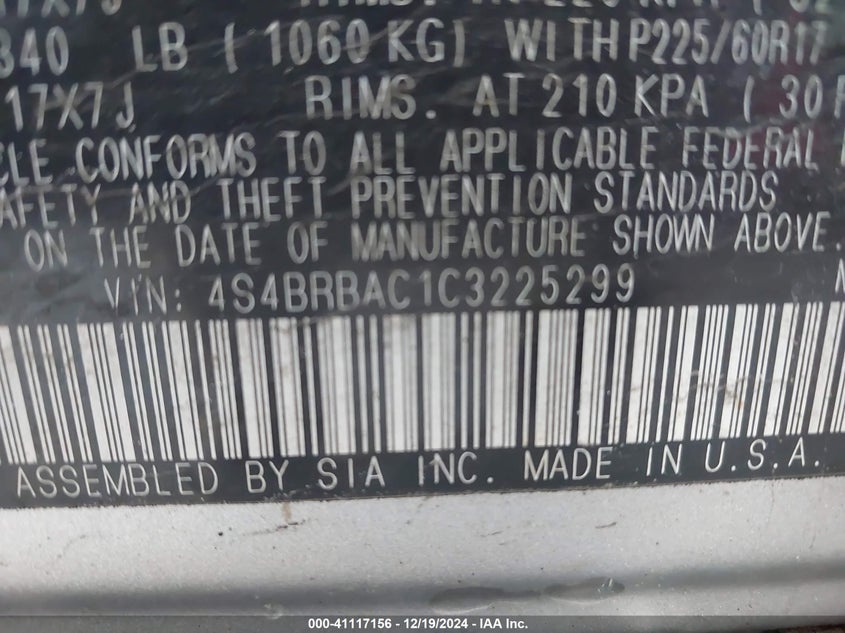 17X7J
340 LB ( 1060 KG) WITH P225/60R17
17X7J RIMS. AT 210 KPA ( 30
CLE CONFORMS TO ALL APPLICABLE FEDERAL
AFETY AND THEFT PREVENTION STANDARDS
ON THE DATE OF MANUFACTURE SHOWN ABOVE.
VIN: 4S4BRBAC1C3225299
ASSEMBLED BY SIA INC. MADE IN U.S.A.
000-41117156 - 12/19/2024 - IAA Inc.